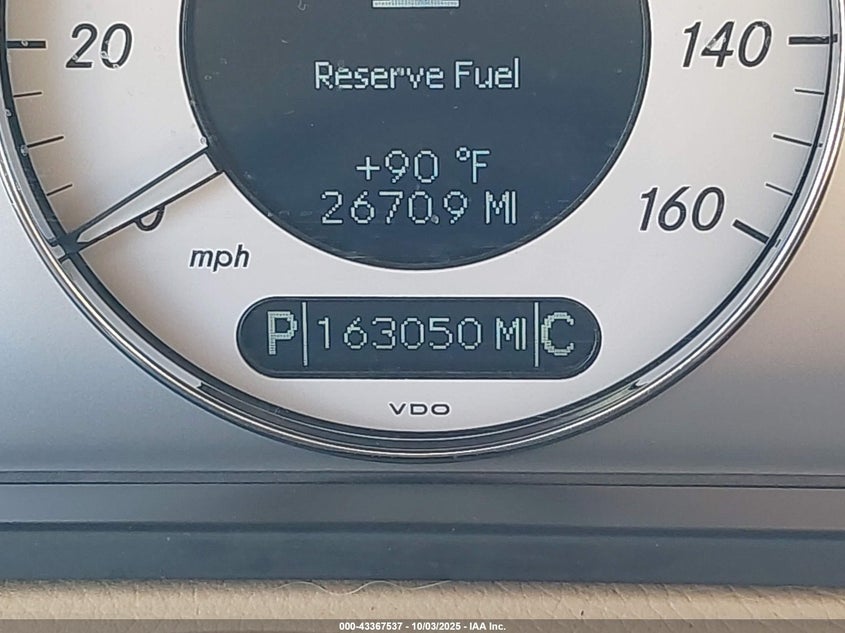 20
140
Reserve Fuel
+90 °F
2670.9 MI
0
160
mph
P 163050 MI C
VDO
000-43367537 - 10/03/2025 - IAA Inc.